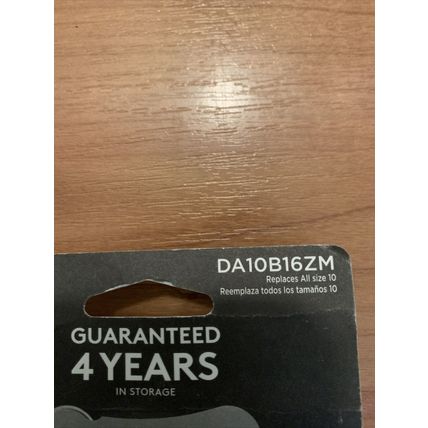 DA10B16ZM
Replaces All size 10
Reemplaza todos los tamaños 10
GUARANTEED
4 YEARS
IN STORAGE